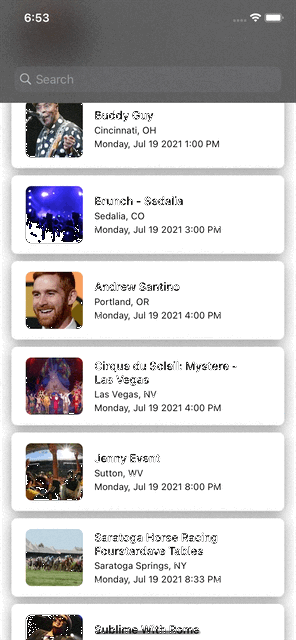 6:53
Search
Buddy Guy
Cincinnati, OH
Monday, Jul 19 2021 1:00 PM
Brunch - Sedalia
Sedalia, CO
Monday, Jul 19 2021 3:00 PM
Andrew Santino
Portland, OR
Monday, Jul 19 2021 4:00 PM
Cirque du Soleil: Mystere -
Las Vegas
Las Vegas, NV
Monday, Jul 19 2021 4:00 PM
Jenny Event
Sutton, WV
Monday, Jul 19 2021 8:00 PM
Saratoga Horse Racing
Fourstardave Tables
Saratoga Springs, NY
Monday, Jul 19 2021 8:33 PM
Sublime With Rome